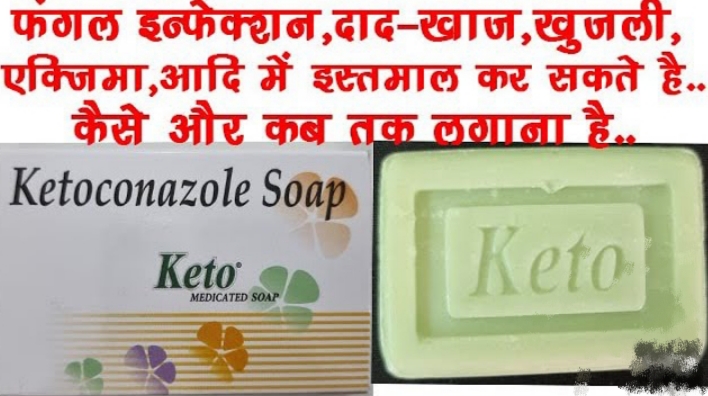 फंगल इन्फेक्शन,दाद-खाज,खुजली,
एक्जिमा,आदि में इस्तमाल कर सकते है..
कैसे और कब तक लगाना है..
Ketoconazole Soap
Keto®
MEDICATED SOAP
Keto